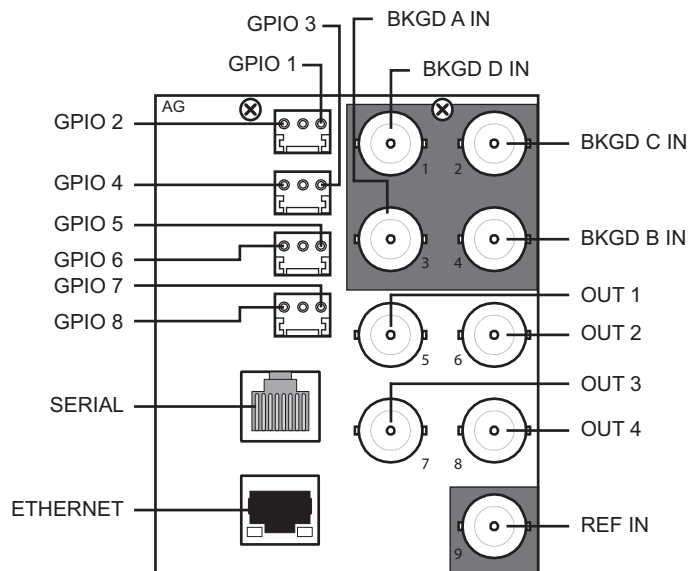 GPIO 3
BKGD A IN
GPIO 1
BKGD D IN
AG
GPIO 2
1
2
BKGD C IN
GPIO 4
GPIO 5
3
4
BKGD B IN
GPIO 6
GPIO 7
OUT 1
GPIO 8
5
6
OUT 2
OUT 3
SERIAL
7
8
OUT 4
ETHERNET
9
REF IN